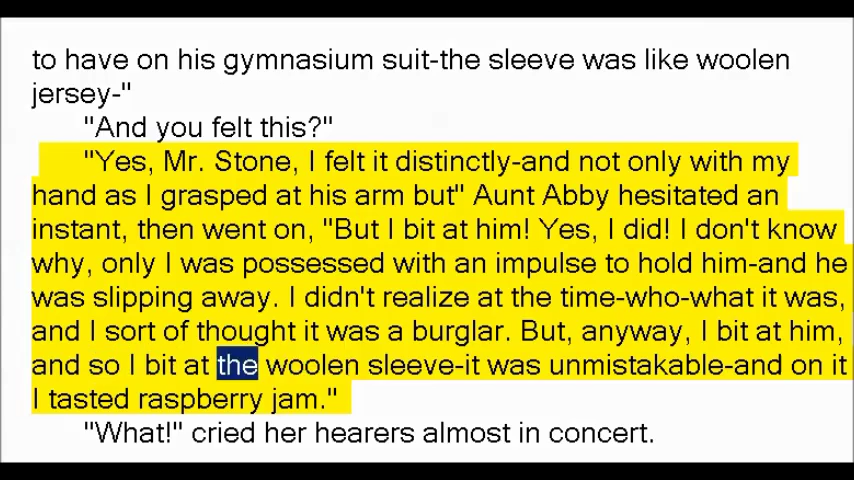 to have on his gymnasium suit-the sleeve was like woolen
jersey-"
"And you felt this?"
"Yes, Mr. Stone, I felt it distinctly-and not only with my
hand as I grasped at his arm but" Aunt Abby hesitated an
instant, then went on, "But I bit at him! Yes, I did! I don't know
why, only I was possessed with an impulse to hold him-and he
was slipping away. I didn't realize at the time-who-what it was,
and I sort of thought it was a burglar. But, anyway, I bit at him,
and so I bit at the woolen sleeve-it was unmistakable-and on it
I tasted raspberry jam."
"What!" cried her hearers almost in concert.